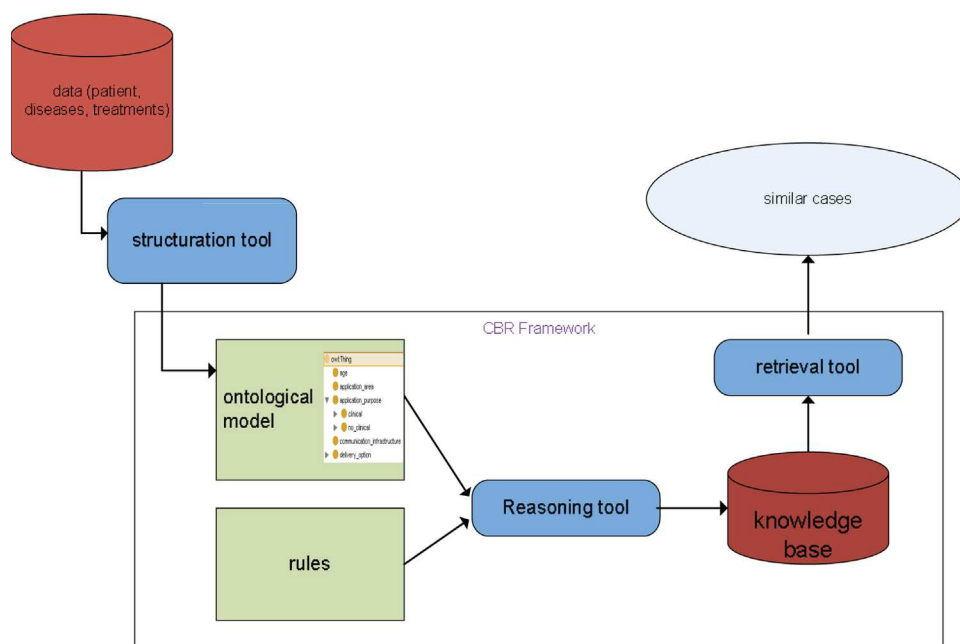 data (patient,
diseases, treatments)
structuration tool
similar cases
CBR Framework
ontological
model
owl:Thing
age
application_area
application_purpose
clinical
no_clinical
communication_infrastructure
delivery_option
retrieval tool
Reasoning tool
knowledge
base
rules